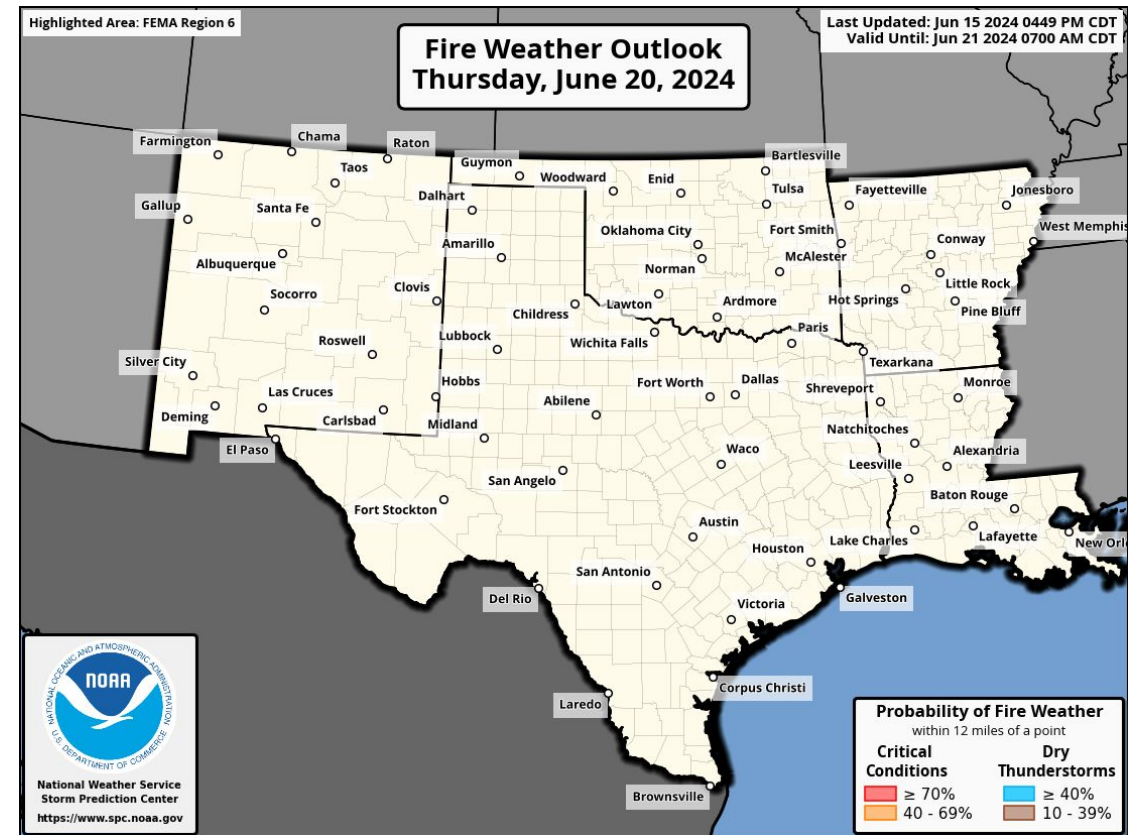 Highlighted Area: FEMA Region 6
Last Updated: Jun 15 2024 0449 PM CDT
Valid Until: Jun 21 2024 0700 AM CDT
Fire Weather Outlook
Thursday, June 20, 2024
Farmington
Chama
Raton
Taos
Guymon
Woodward
Enid
Bartlesville
Tulsa
Fayetteville
Jonesboro
Gallup
Santa Fe
Dalhart
Oklahoma City
Fort Smith
Conway
West Memphis
Albuquerque
Amarillo
Norman
McAlester
Little Rock
Socorro
Clovis
Childress
Lawton
Ardmore
Hot Springs
Pine Bluff
Roswell
Lubbock
Wichita Falls
Paris
Texarkana
Silver City
Las Cruces
Hobbs
Fort Worth
Dallas
Shreveport
Monroe
Deming
Carlsbad
Midland
Abilene
Natchitoches
El Paso
Waco
Alexandria
San Angelo
Leesville
Fort Stockton
Baton Rouge
Austin
Lake Charles
Lafayette
New Orl
Houston
San Antonio
Del Rio
Victoria
Galveston
Laredo
Corpus Christi
Brownsville
NATIONAL OCEANIC AND ATMOSPHERIC ADMINISTRATION
NOAA
U.S. DEPARTMENT OF COMMERCE
National Weather Service
Storm Prediction Center
https://www.spc.noaa.gov
Probability of Fire Weather
within 12 miles of a point
Critical Conditions
≥ 70%
40 - 69%
Dry Thunderstorms
≥ 40%
10 - 39%